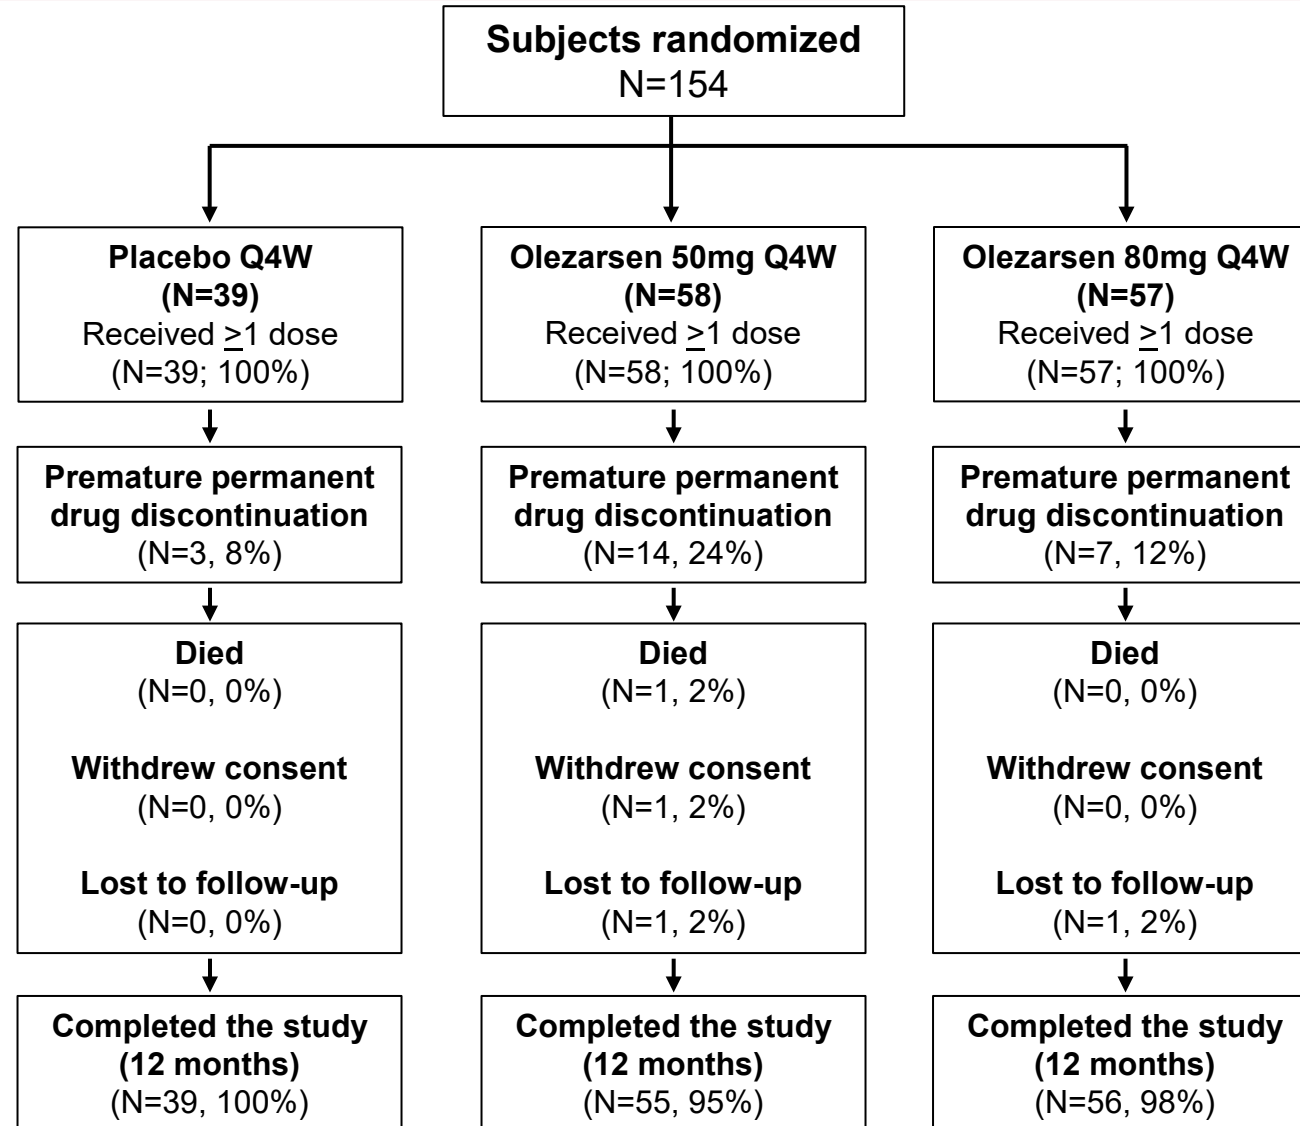 Subjects randomized
N=154
Placebo Q4W
(N=39)
Received ≥1 dose
(N=39; 100%)
Olezarsen 50mg Q4W
(N=58)
Received ≥1 dose
(N=58; 100%)
Olezarsen 80mg Q4W
(N=57)
Received ≥1 dose
(N=57; 100%)
Premature permanent
drug discontinuation
(N=3, 8%)
Premature permanent
drug discontinuation
(N=14, 24%)
Premature permanent
drug discontinuation
(N=7, 12%)
Died
(N=0, 0%)
Withdrew consent
(N=0, 0%)
Lost to follow-up
(N=0, 0%)
Died
(N=1, 2%)
Withdrew consent
(N=1, 2%)
Lost to follow-up
(N=1, 2%)
Died
(N=0, 0%)
Withdrew consent
(N=0, 0%)
Lost to follow-up
(N=1, 2%)
Completed the study
(12 months)
(N=39, 100%)
Completed the study
(12 months)
(N=55, 95%)
Completed the study
(12 months)
(N=56, 98%)